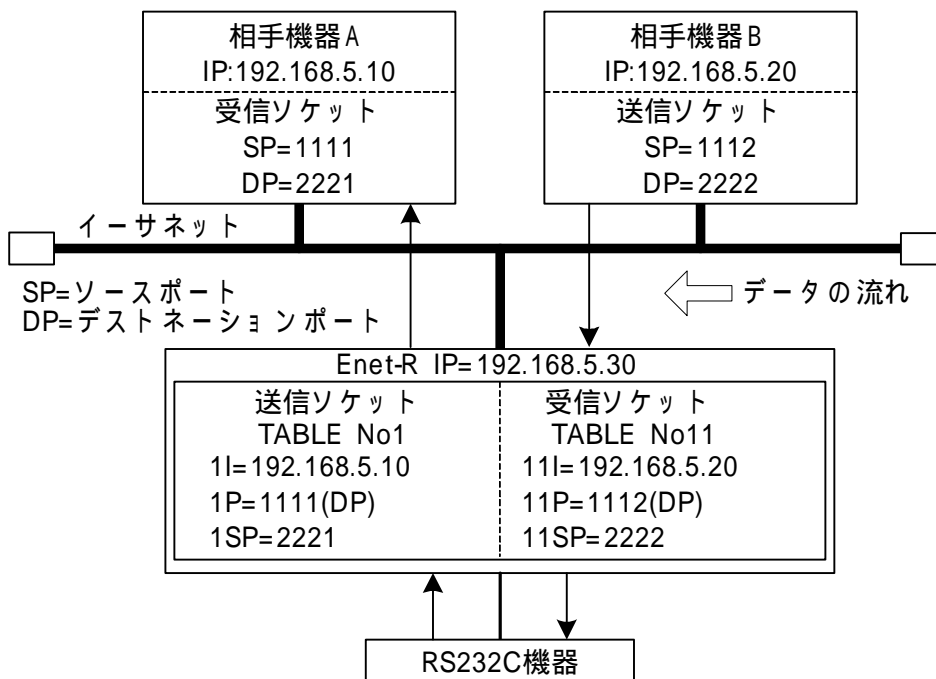 相手機器A
IP:192.168.5.10
受信ソケット
SP=1111
DP=2221
相手機器B
IP:192.168.5.20
送信ソケット
SP=1112
DP=2222
イーサネット
SP=ソースポート
DP=デストネーションポート
データの流れ
Enet-R IP=192.168.5.30
送信ソケット
TABLE No1
1I=192.168.5.10
1P=1111(DP)
1SP=2221
受信ソケット
TABLE No11
11I=192.168.5.20
11P=1112(DP)
11SP=2222
RS232C機器